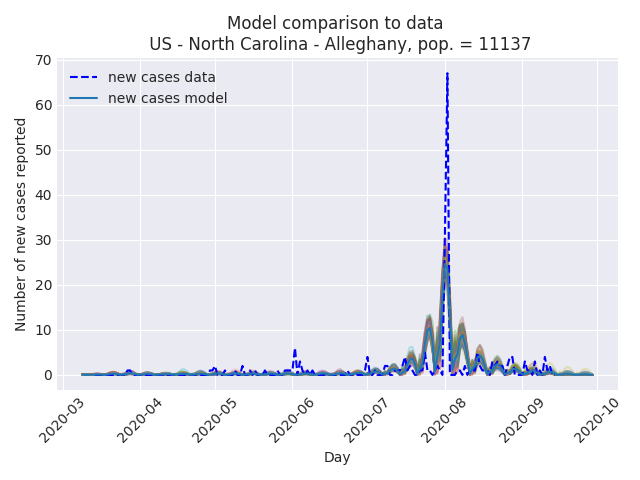 Model comparison to data
US - North Carolina - Alleghany, pop. = 11137
70
60
50
40
30
20
10
0
Number of new cases reported
new cases data
new cases model
2020-03
2020-04
2020-05
2020-06
2020-07
2020-08
2020-09
2020-10
Day